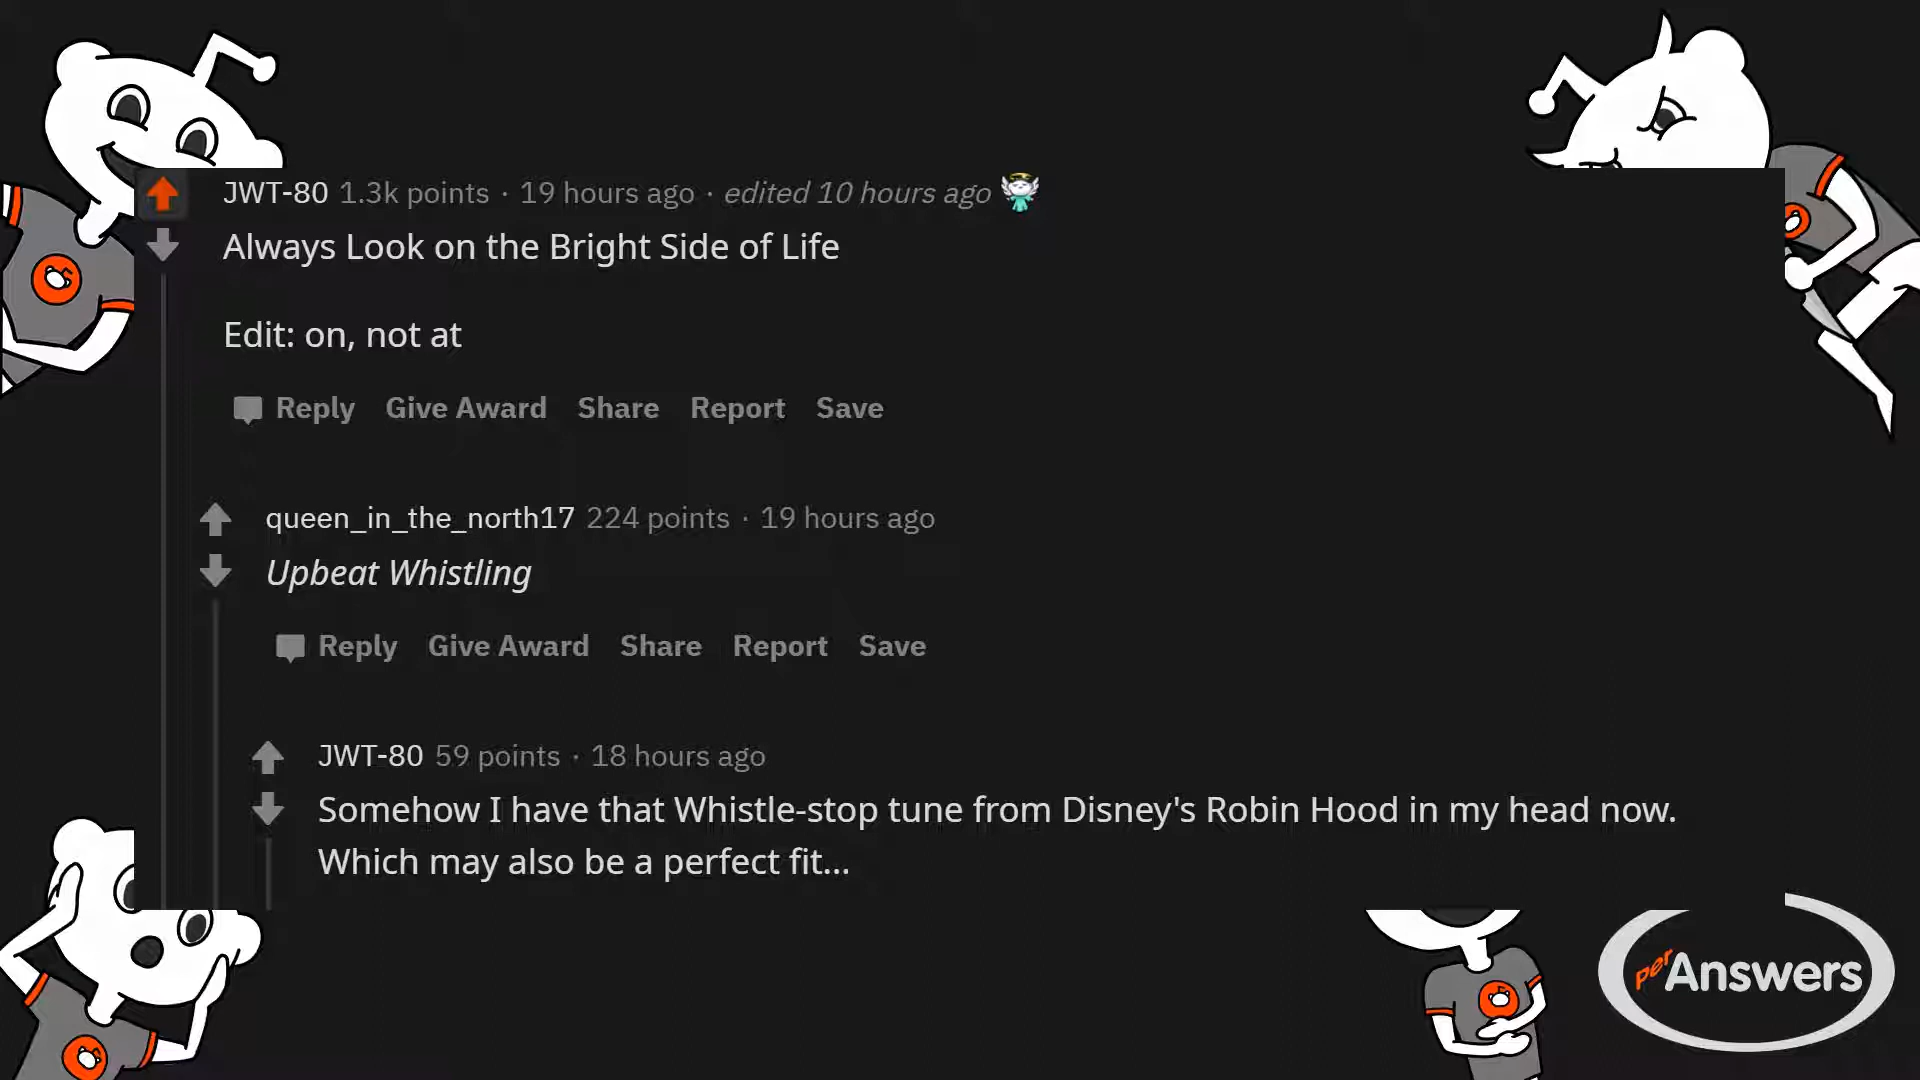 JWT-80 1.3k points · 19 hours ago · edited 10 hours ago
Always Look on the Bright Side of Life
Edit: on, not at
Reply Give Award Share Report Save
queen_in_the_north17 224 points · 19 hours ago
Upbeat Whistling
Reply Give Award Share Report Save
JWT-80 59 points · 18 hours ago
Somehow I have that Whistle-stop tune from Disney's Robin Hood in my head now.
Which may also be a perfect fit...
perAnswers